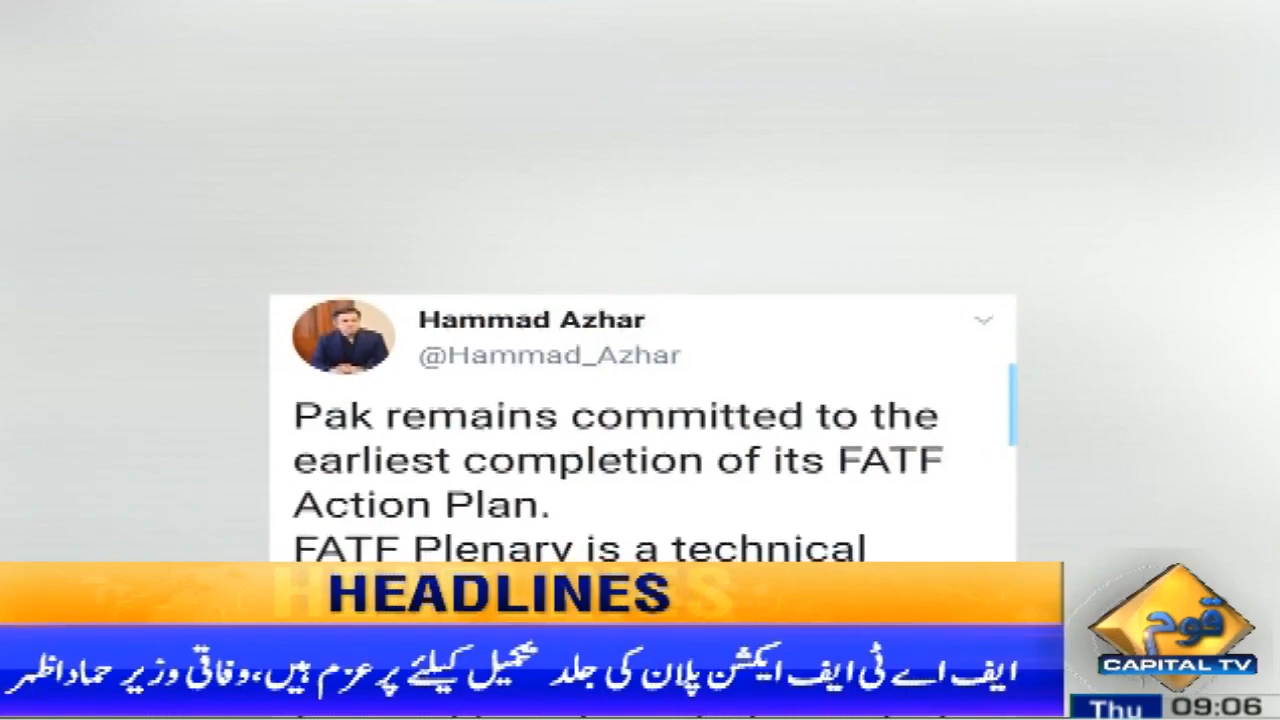 Hammad Azhar
@Hammad_Azhar
Pak remains committed to the
earliest completion of its FATF
Action Plan.
FATF Plenary is a technical
HEADLINES
ایف اے ٹی ایف ایکشن پلان کی جلد تکمیل کیلئے پر عزم ہیں،وفاقی وزیر حماداظہر
قوم
CAPITAL TV
Thu 09:06